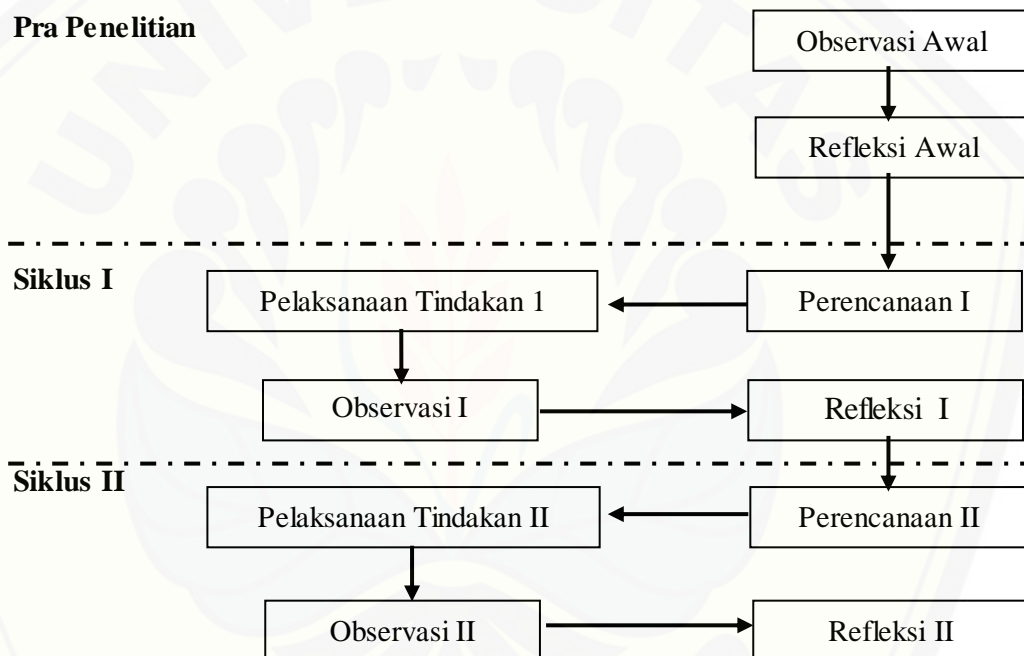 Pra Penelitian
Observasi Awal
Refleksi Awal
Siklus I
Pelaksanaan Tindakan 1
Perencanaan I
Observasi I
Refleksi I
Siklus II
Pelaksanaan Tindakan II
Perencanaan II
Observasi II
Refleksi II
UNIVERSITAS